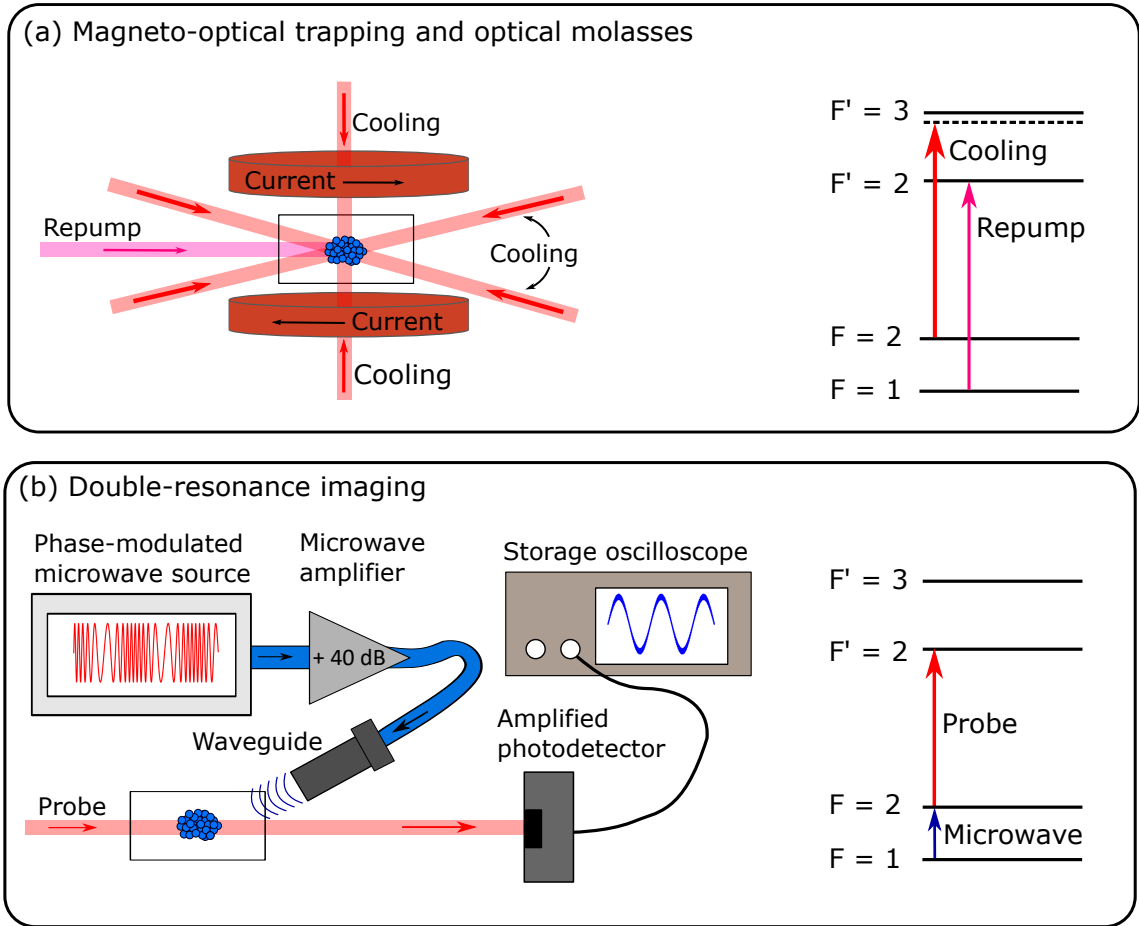 (a) Magneto-optical trapping and optical molasses
Cooling
Current
Repump
Cooling
Current
Cooling
F' = 3
Cooling
F' = 2
Repump
F = 2
F = 1
(b) Double-resonance imaging
Phase-modulated
microwave source
Microwave
amplifier
+ 40 dB
Storage oscilloscope
Waveguide
Amplified
photodetector
Probe
F' = 3
F' = 2
Probe
F = 2
Microwave
F = 1